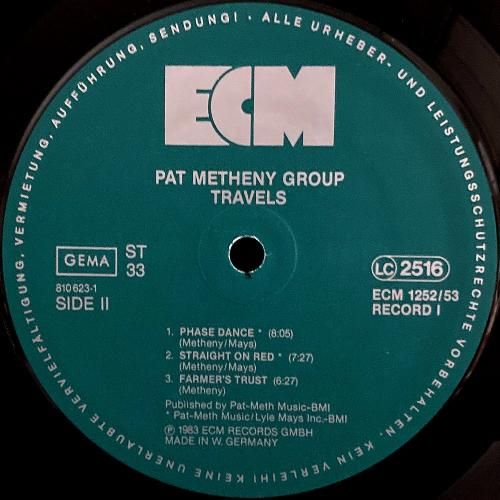 ALLE URHEBER- UND LEISTUNGSSCHUTZRECHTE VORBEHALTEN. KEIN VERLEIH! KEINE UNERLAUBTE VERVIELFÄLTIGUNG, VERMIETUNG, AUFFÜHRUNG, SENDUNG! ·
ECM
PAT METHENY GROUP
TRAVELS
GEMA
ST
33
LC 2516
810 623-1
SIDE II
ECM 1252/53
RECORD I
1. PHASE DANCE * (8:05)
(Metheny/Mays)
2. STRAIGHT ON RED * (7:27)
(Metheny/Mays)
3. FARMER'S TRUST (6:27)
(Metheny)
Published by Pat-Meth Music-BMI
* Pat-Meth Music/Lyle Mays Inc.-BMI
Ⓟ 1983 ECM RECORDS GMBH
MADE IN W. GERMANY